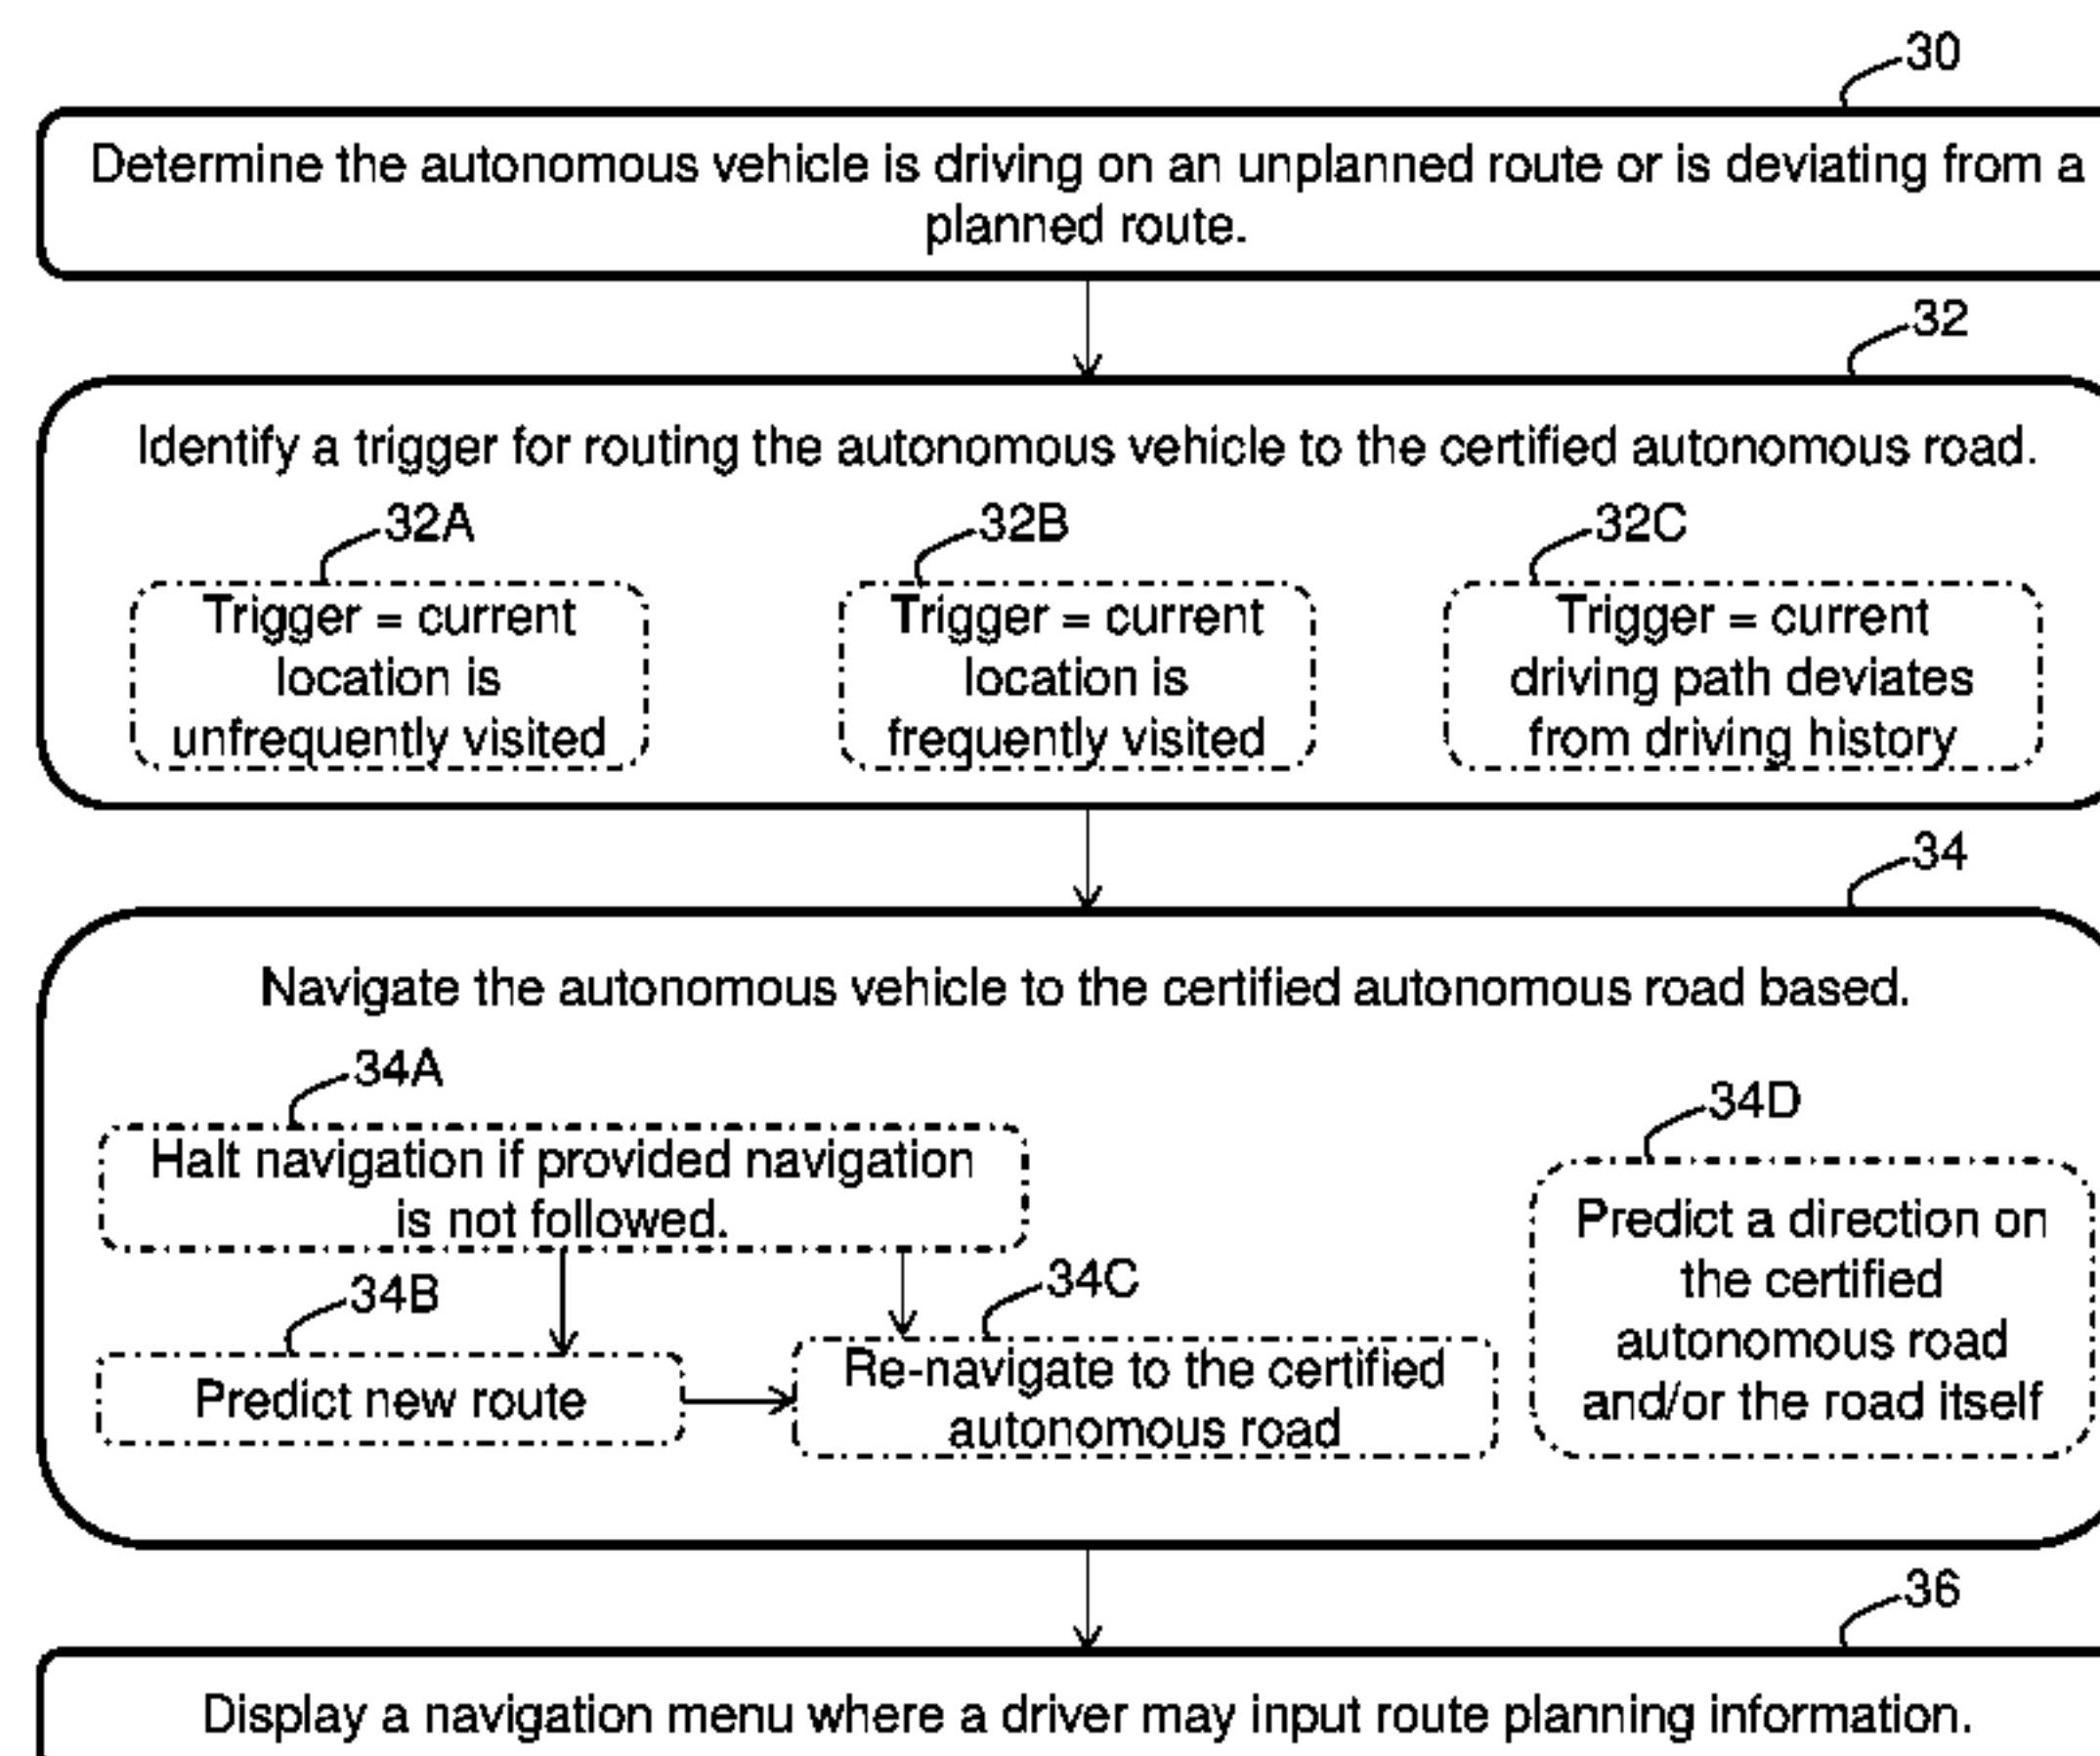 30
Determine the autonomous vehicle is driving on an unplanned route or is deviating from a
planned route.
32
Identify a trigger for routing the autonomous vehicle to the certified autonomous road.
32A
32B
32C
Trigger = current
location is
unfrequently visited
Trigger = current
location is
frequently visited
Trigger = current
driving path deviates
from driving history
34
Navigate the autonomous vehicle to the certified autonomous road based.
34A
Halt navigation if provided navigation
is not followed.
34B
Predict new route
34C
Re-navigate to the certified
autonomous road
34D
Predict a direction on
the certified
autonomous road
and/or the road itself
36
Display a navigation menu where a driver may input route planning information.